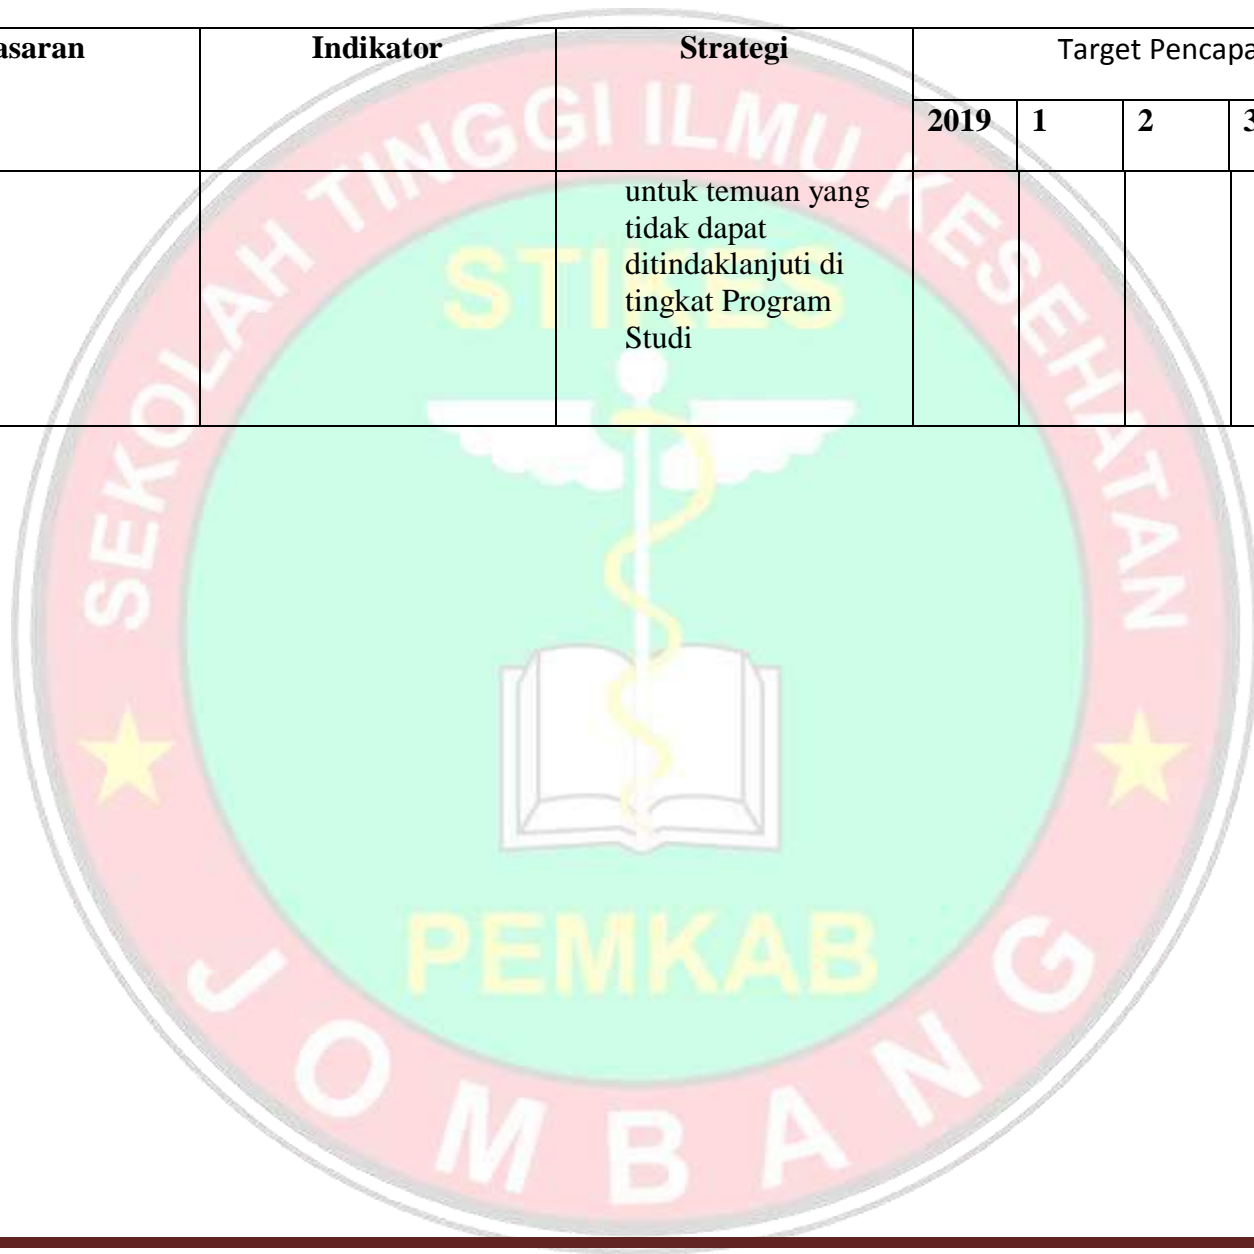 asaran Indikator Strategi Target Pencapa
2019 1 2 3
untuk temuan yang
tidak dapat
ditindaklanjuti di
tingkat Program
Studi
SEKOLAH TINGGI ILMU KESEHATAN
STIKES
PEMKAB
JOMBANG